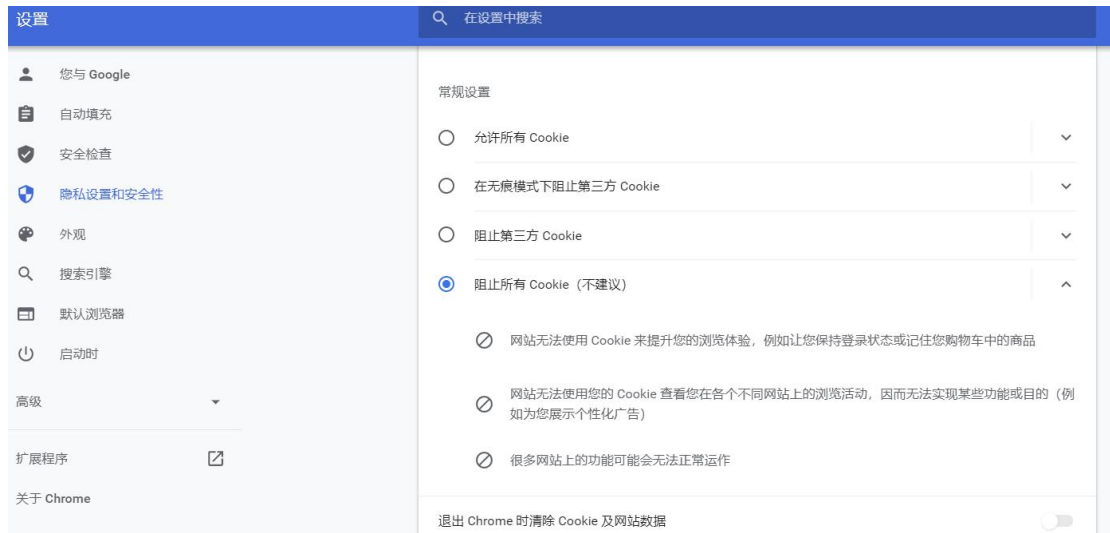 设置
在设置中搜索
您与 Google
自动填充
安全检查
隐私设置和安全性
外观
搜索引擎
默认浏览器
启动时
高级
扩展程序
关于 Chrome
常规设置
允许所有 Cookie
在无痕模式下阻止第三方 Cookie
阻止第三方 Cookie
阻止所有 Cookie（不建议）
网站无法使用 Cookie 来提升您的浏览体验，例如让您保持登录状态或记住您购物车中的商品
网站无法使用您的 Cookie 查看您在各个不同网站上的浏览活动，因而无法实现某些功能或目的（例
如为您展示个性化广告）
很多网站上的功能可能会无法正常运作
退出 Chrome 时清除 Cookie 及网站数据